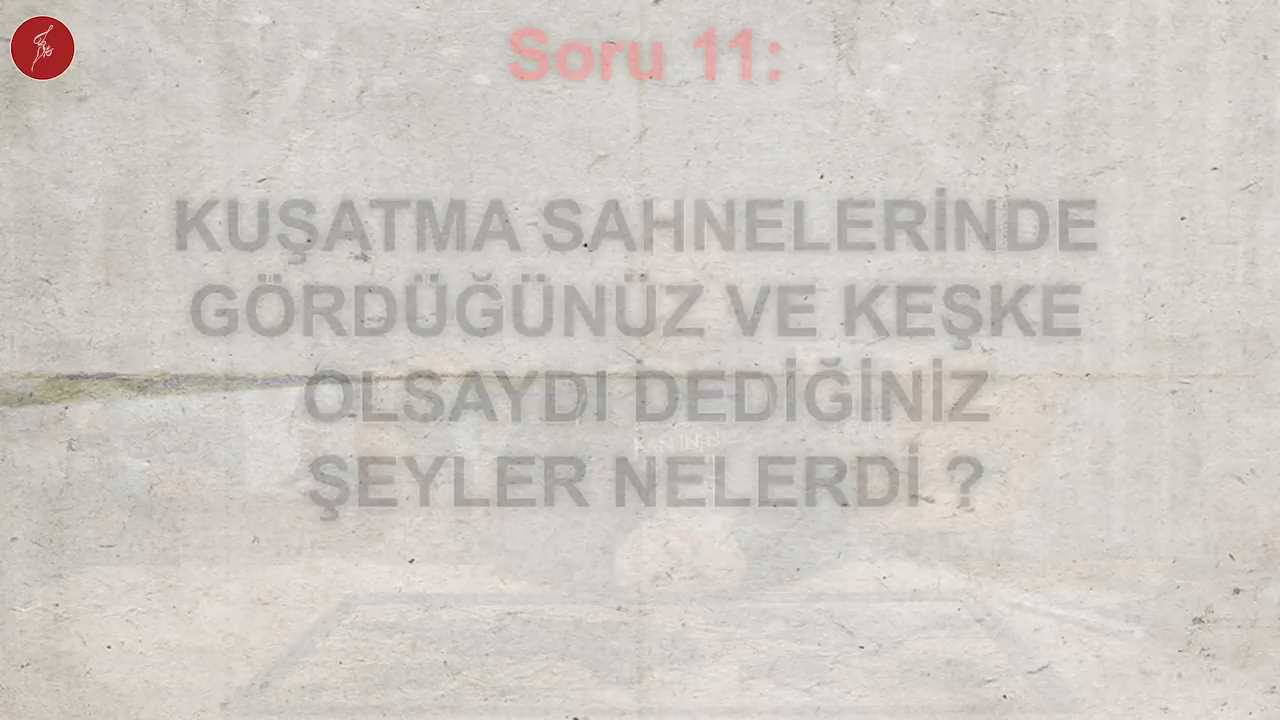 Soru 11:
KUŞATMA SAHNELERİNDE
GÖRDÜĞÜNÜZ VE KEŞKE
OLSAYDI DEDİĞİNİZ
ŞEYLER NELERDİ ?